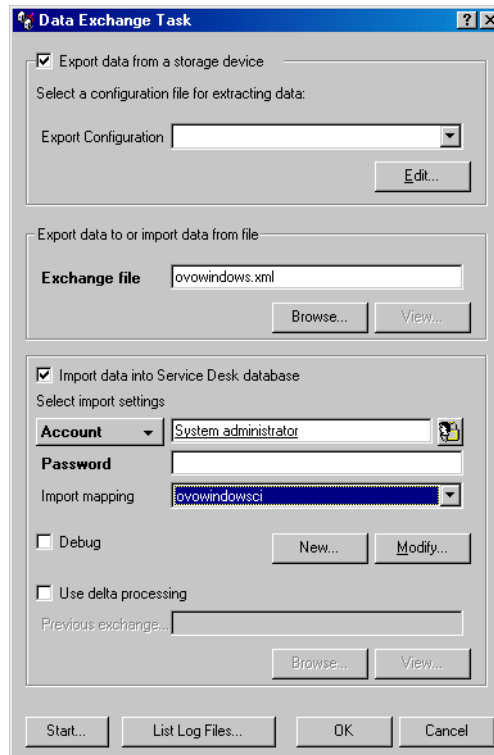 Data Exchange Task
Export data from a storage device
Select a configuration file for extracting data:
Export Configuration
Edit...
Export data to or import data from file
Exchange file ovowindows.xml
Browse... View...
Import data into Service Desk database
Select import settings
Account System administrator
Password
Import mapping ovowindowsci
Debug New... Modify...
Use delta processing
Previous exchange...
Browse... View...
Start... List Log Files... OK Cancel